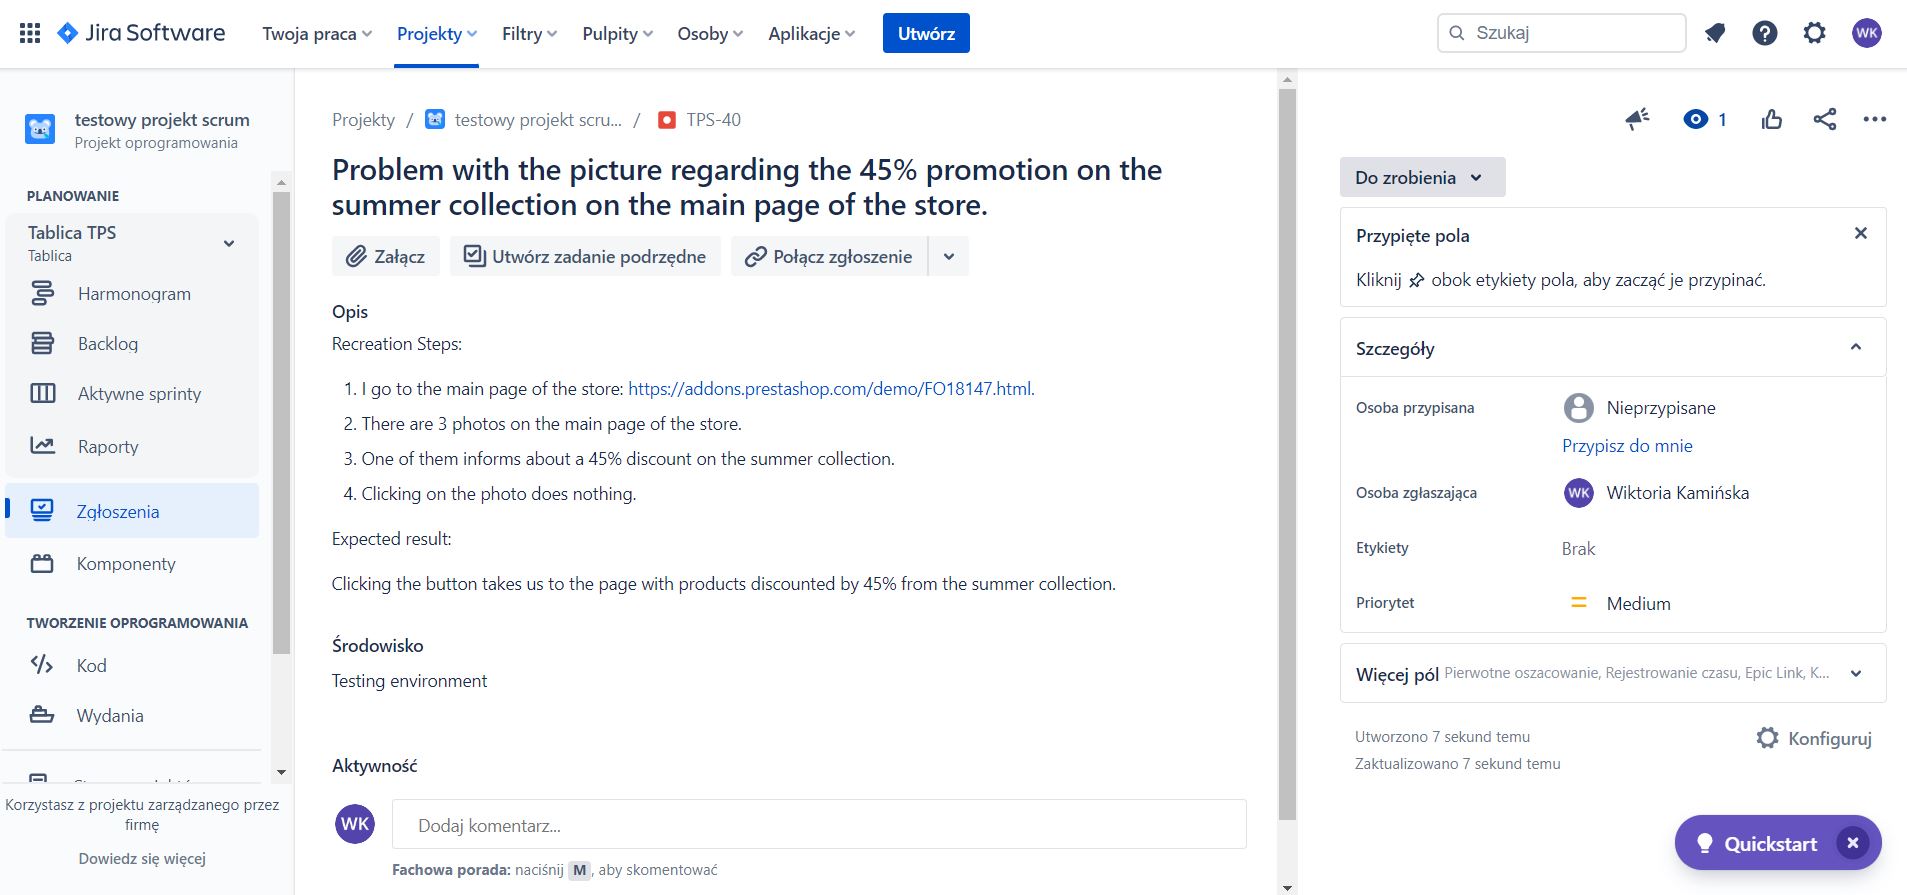 Jira Software
Twoja praca
Projekty
Filtry
Pulpity
Osoby
Aplikacje
Utwórz
Szukaj
WK
testowy projekt scrum
Projekt oprogramowania
PLANOWANIE
Tablica TPS
Tablica
Harmonogram
Backlog
Aktywne sprinty
Raporty
Zgłoszenia
Komponenty
TWORZENIE OPROGRAMOWANIA
Kod
Wydania
Korzystasz z projektu zarządzanego przez
firmę
Dowiedz się więcej
Projekty / testowy projekt scru... / TPS-40
Problem with the picture regarding the 45% promotion on the
summer collection on the main page of the store.
Załącz
Utwórz zadanie podrzędne
Połącz zgłoszenie
Opis
Recreation Steps:
1. I go to the main page of the store: https://addons.prestashop.com/demo/FO18147.html.
2. There are 3 photos on the main page of the store.
3. One of them informs about a 45% discount on the summer collection.
4. Clicking on the photo does nothing.
Expected result:
Clicking the button takes us to the page with products discounted by 45% from the summer collection.
Środowisko
Testing environment
Aktywność
WK
Dodaj komentarz...
Fachowa porada: naciśnij M, aby skomentować
1
Do zrobienia
Przypięte pola
Kliknij obok etykiety pola, aby zacząć je przypinać.
Szczegóły
Osoba przypisana
Nieprzypisane
Przypisz do mnie
Osoba zgłaszająca
WK Wiktoria Kamińska
Etykiety
Brak
Priorytet
Medium
Więcej pól Pierwotne oszacowanie, Rejestrowanie czasu, Epic Link, K...
Utworzono 7 sekund temu
Konfiguruj
Zaktualizowano 7 sekund temu
Quickstart